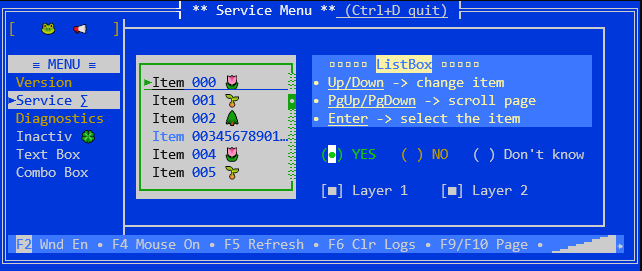 ** Service Menu ** (Ctrl+D quit)
[ 🐸 📢 ]
≡ MENU ≡
Version
►Service ∑
Diagnostics
Inactiv 🍀
Text Box
Combo Box
►Item 000 🌷
Item 001 🌱
Item 002 🌲
Item 00345678901…
Item 004 🌷
Item 005 🌱
¤¤¤¤¤ ListBox ¤¤¤¤¤
• Up/Down -> change item
• PgUp/PgDown -> scroll page
• Enter -> select the item
(●) YES ( ) NO ( ) Don't know
[■] Layer 1 [■] Layer 2
F2 Wnd En • F4 Mouse On • F5 Refresh • F6 Clr Logs • F9/F10 Page •